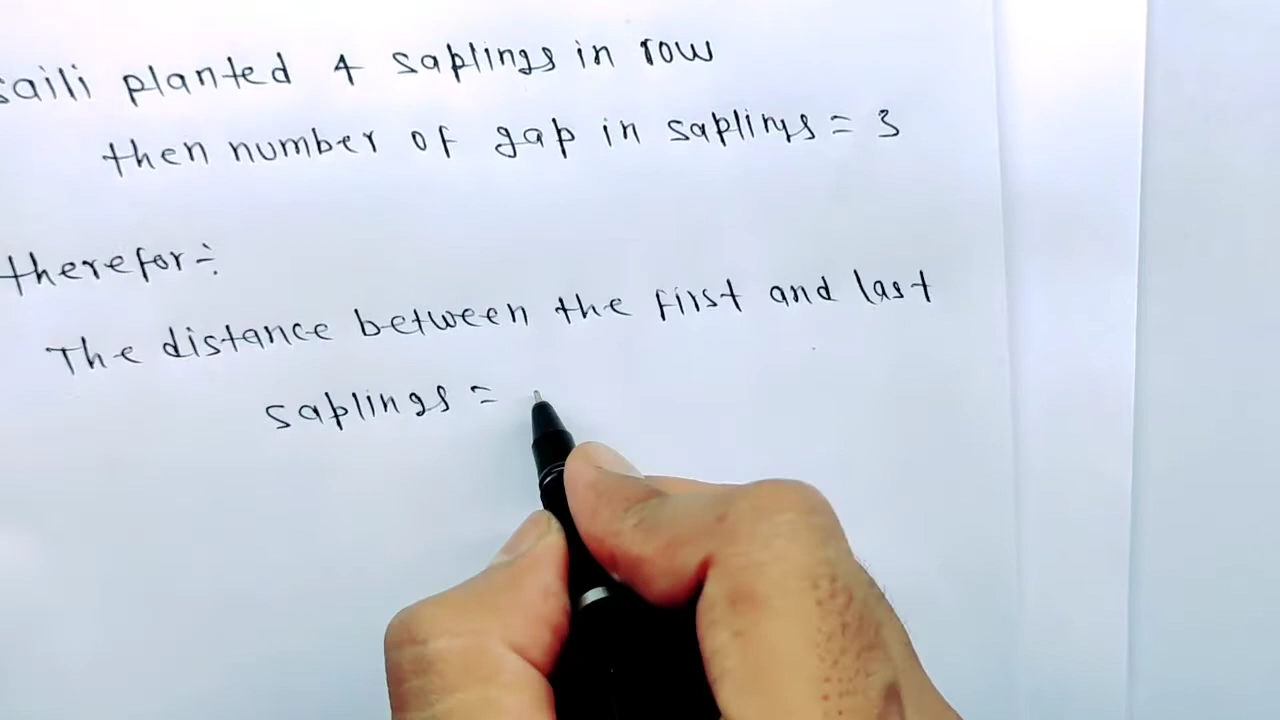 saili planted 4 saplings in row
then number of gap in saplings = 3
therefor÷
The distance between the first and last
saplings =